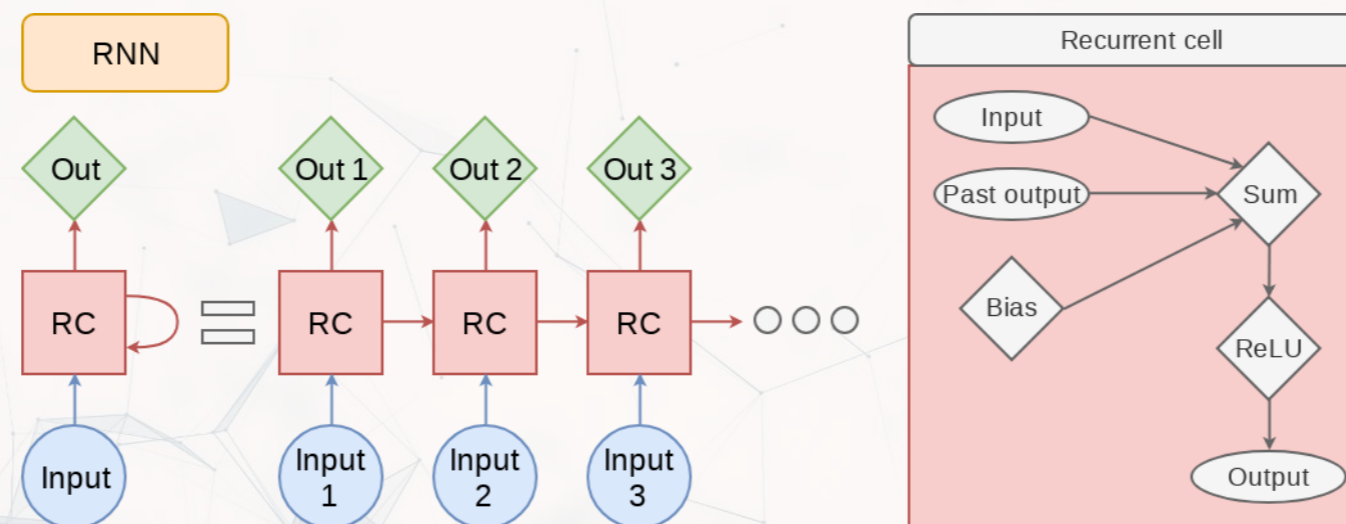 RNN
Out
Out 1
Out 2
Out 3
RC
RC
RC
RC
Input
Input
1
Input
2
Input
3
Recurrent cell
Input
Past output
Sum
Bias
ReLU
Output